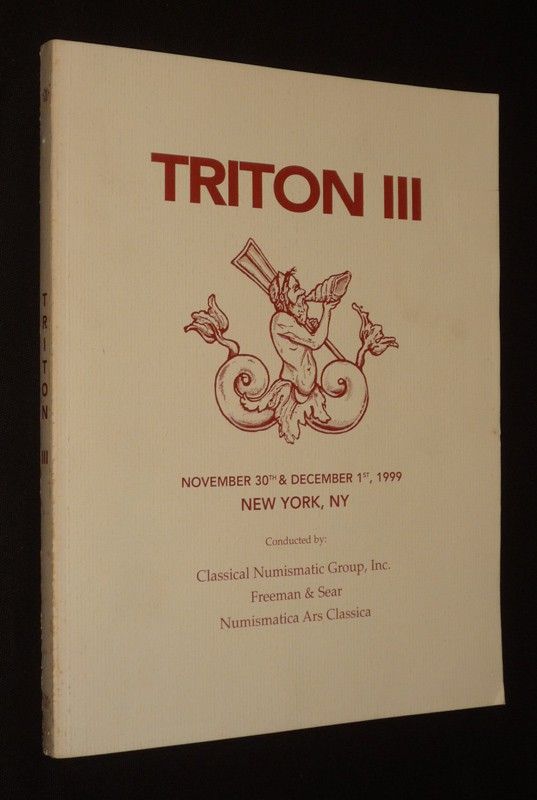 TRITON III
NOVEMBER 30TH & DECEMBER 1ST, 1999
NEW YORK, NY
Conducted by:
Classical Numismatic Group, Inc.
Freeman & Sear
Numismatica Ars Classica
TRITON III